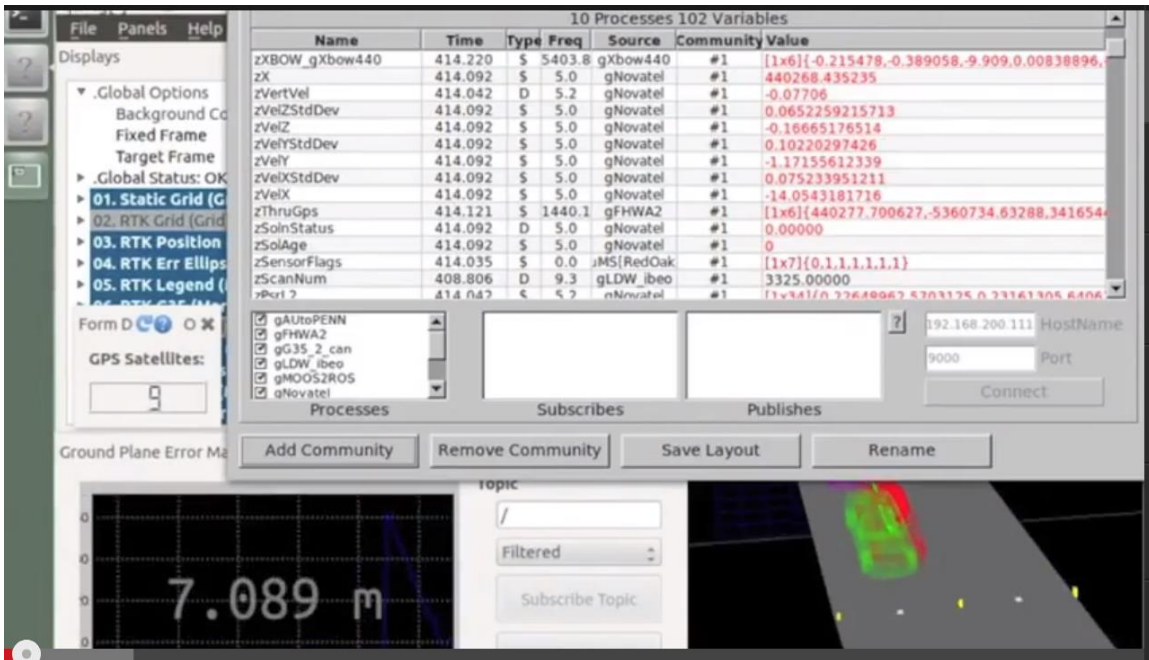 File Panels Help
Displays
.Global Options
Background Co
Fixed Frame
Target Frame
.Global Status: OK
01. Static Grid (G
02. RTK Grid (Grid
03. RTK Position
04. RTK Err Ellips
05. RTK Legend (
Form D
GPS Satellites:
9
10 Processes 102 Variables
Name Time Type Freq Source Community Value
zXBOW_gXbow440 414.220 $ 5403.8 gXbow440 #1 [1x6]{-0.215478,-0.389058,-9.909,0.00838896,
zX 414.092 $ 5.0 gNovatel #1 440268.435235
zVertVel 414.042 D 5.2 gNovatel #1 -0.07706
zVelZStdDev 414.092 $ 5.0 gNovatel #1 0.0652259215713
zVelZ 414.092 $ 5.0 gNovatel #1 -0.16665176514
zVelYStdDev 414.092 $ 5.0 gNovatel #1 0.10220297426
zVelY 414.092 $ 5.0 gNovatel #1 -1.17155612339
zVelXStdDev 414.092 $ 5.0 gNovatel #1 0.075233951211
zVelX 414.092 $ 5.0 gNovatel #1 -14.0543181716
zThruGps 414.121 $ 1440.1 gFHWA2 #1 [1x6]{440277.700627,-5360734.63288,3416544
zSolnStatus 414.092 D 5.0 gNovatel #1 0.00000
zSolAge 414.092 $ 5.0 gNovatel #1 0
zSensorFlags 414.035 $ 0.0 ıMS[RedOak #1 [1x7]{0,1,1,1,1,1,1}
zScanNum 408.806 D 9.3 gLDW_ibeo #1 3325.00000
zPsrL2 414.042 $ 5.2 gNovatel #1
gAUtoPENN
gFHWA2
gG35_2_can
gLDW_ibeo
gMOOS2ROS
gNovatel
Processes Subscribes Publishes
?
192.168.200.111 HostName
9000 Port
Connect
Add Community Remove Community Save Layout Rename
Ground Plane Error Ma
7.089 m
Topic
/
Filtered
Subscribe Topic